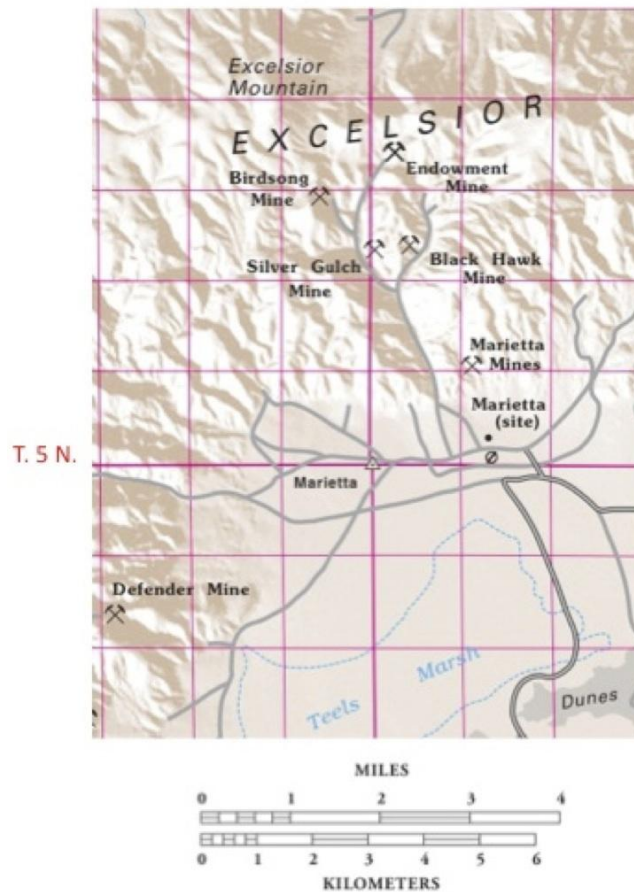 Excelsior
Mountain
EXCELSIOR
Endowment
Mine
Birdsong
Mine
Silver Gulch
Mine
Black Hawk
Mine
Marietta
Mines
Marietta
(site)
T. 5 N.
Marietta
Defender Mine
Teels Marsh
Dunes
MILES
0 1 2 3 4
0 1 2 3 4 5 6
KILOMETERS